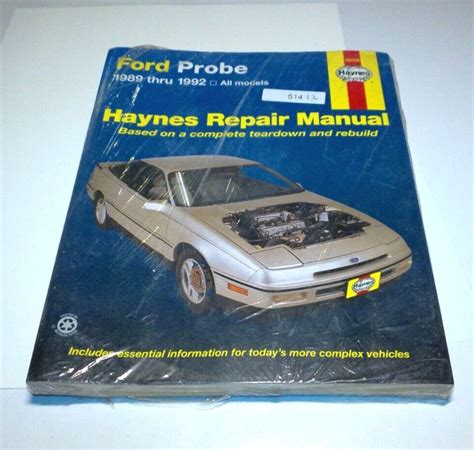 Ford Probe
1989 thru 1992 □ All models
Haynes
Haynes Repair Manual
Based on a complete teardown and rebuild
Haynes
Includes essential information for today's more complex vehicles